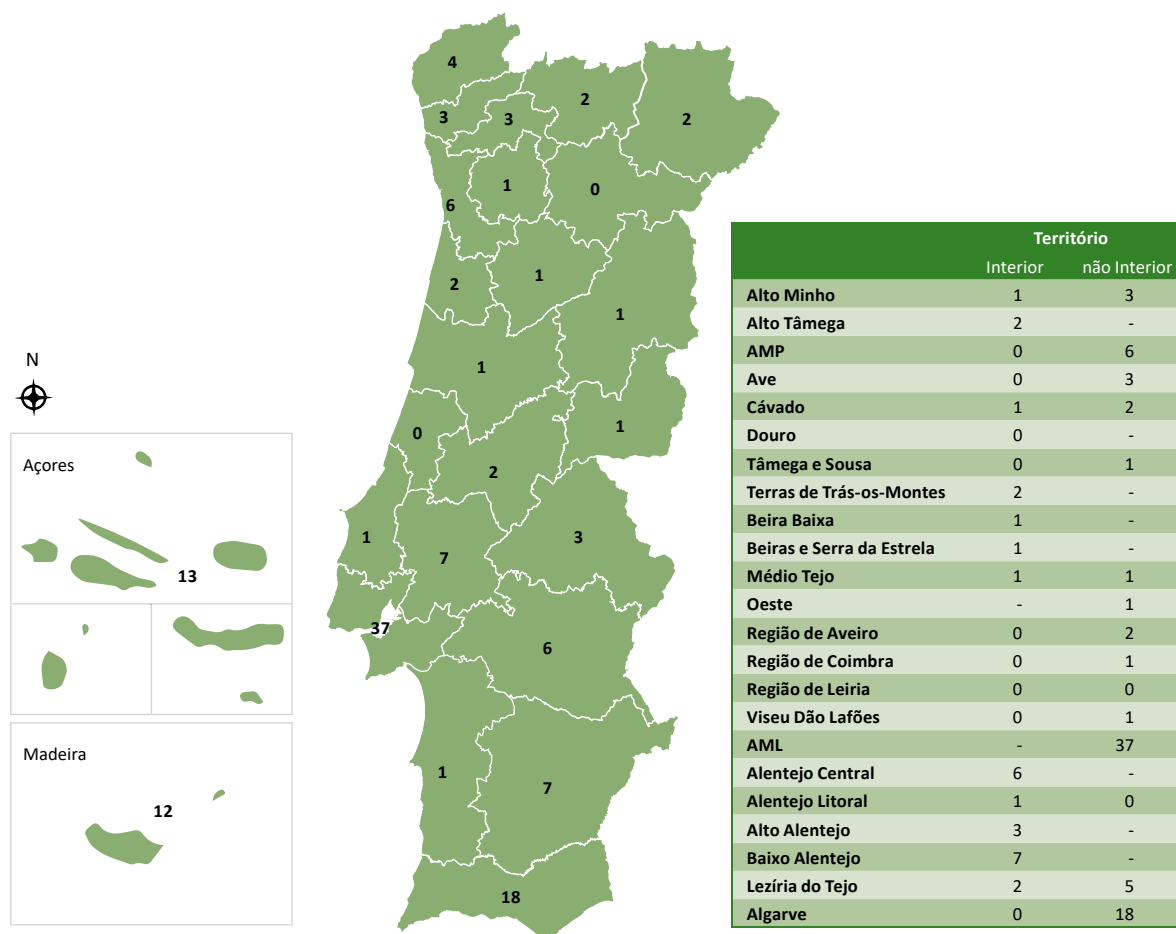 4
2
3
3
2
1
0
6
1
2
1
1
0
1
2
1
7
3
37
6
1
7
18
N
Açores
13
Madeira
12
Território
Interior não Interior
Alto Minho 1 3
Alto Tâmega 2 -
AMP 0 6
Ave 0 3
Cávado 1 2
Douro 0 -
Tâmega e Sousa 0 1
Terras de Trás-os-Montes 2 -
Beira Baixa 1 -
Beiras e Serra da Estrela 1 -
Médio Tejo 1 1
Oeste - 1
Região de Aveiro 0 2
Região de Coimbra 0 1
Região de Leiria 0 0
Viseu Dão Lafões 0 1
AML - 37
Alentejo Central 6 -
Alentejo Litoral 1 0
Alto Alentejo 3 -
Baixo Alentejo 7 -
Lezíria do Tejo 2 5
Algarve 0 18